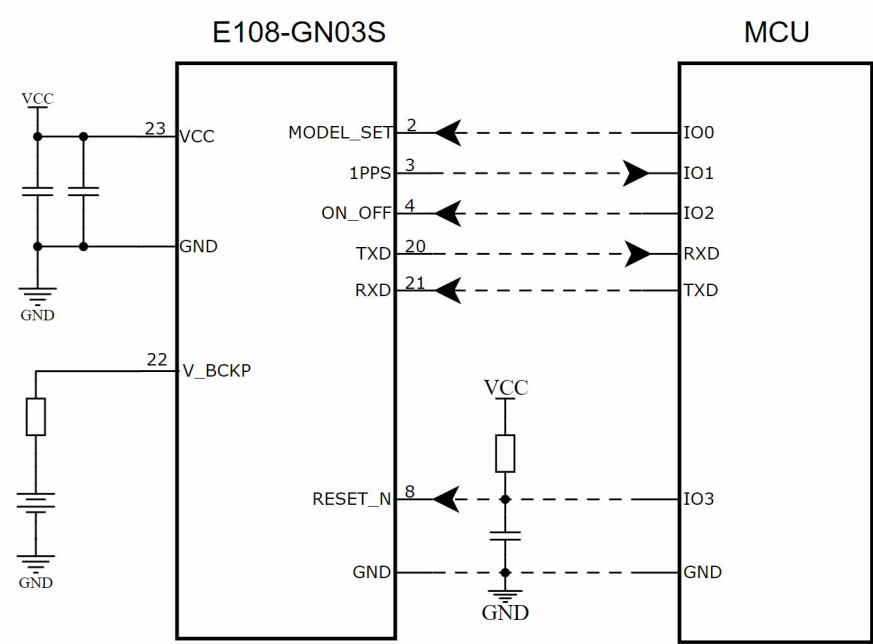 E108-GN03S
MCU
VCC
23
VCC
MODEL_SET
2
IO0
1PPS
3
IO1
ON_OFF
4
IO2
GND
TXD
20
RXD
RXD
21
TXD
GND
22
V_BCKP
VCC
RESET_N
8
IO3
GND
GND
GND
GND